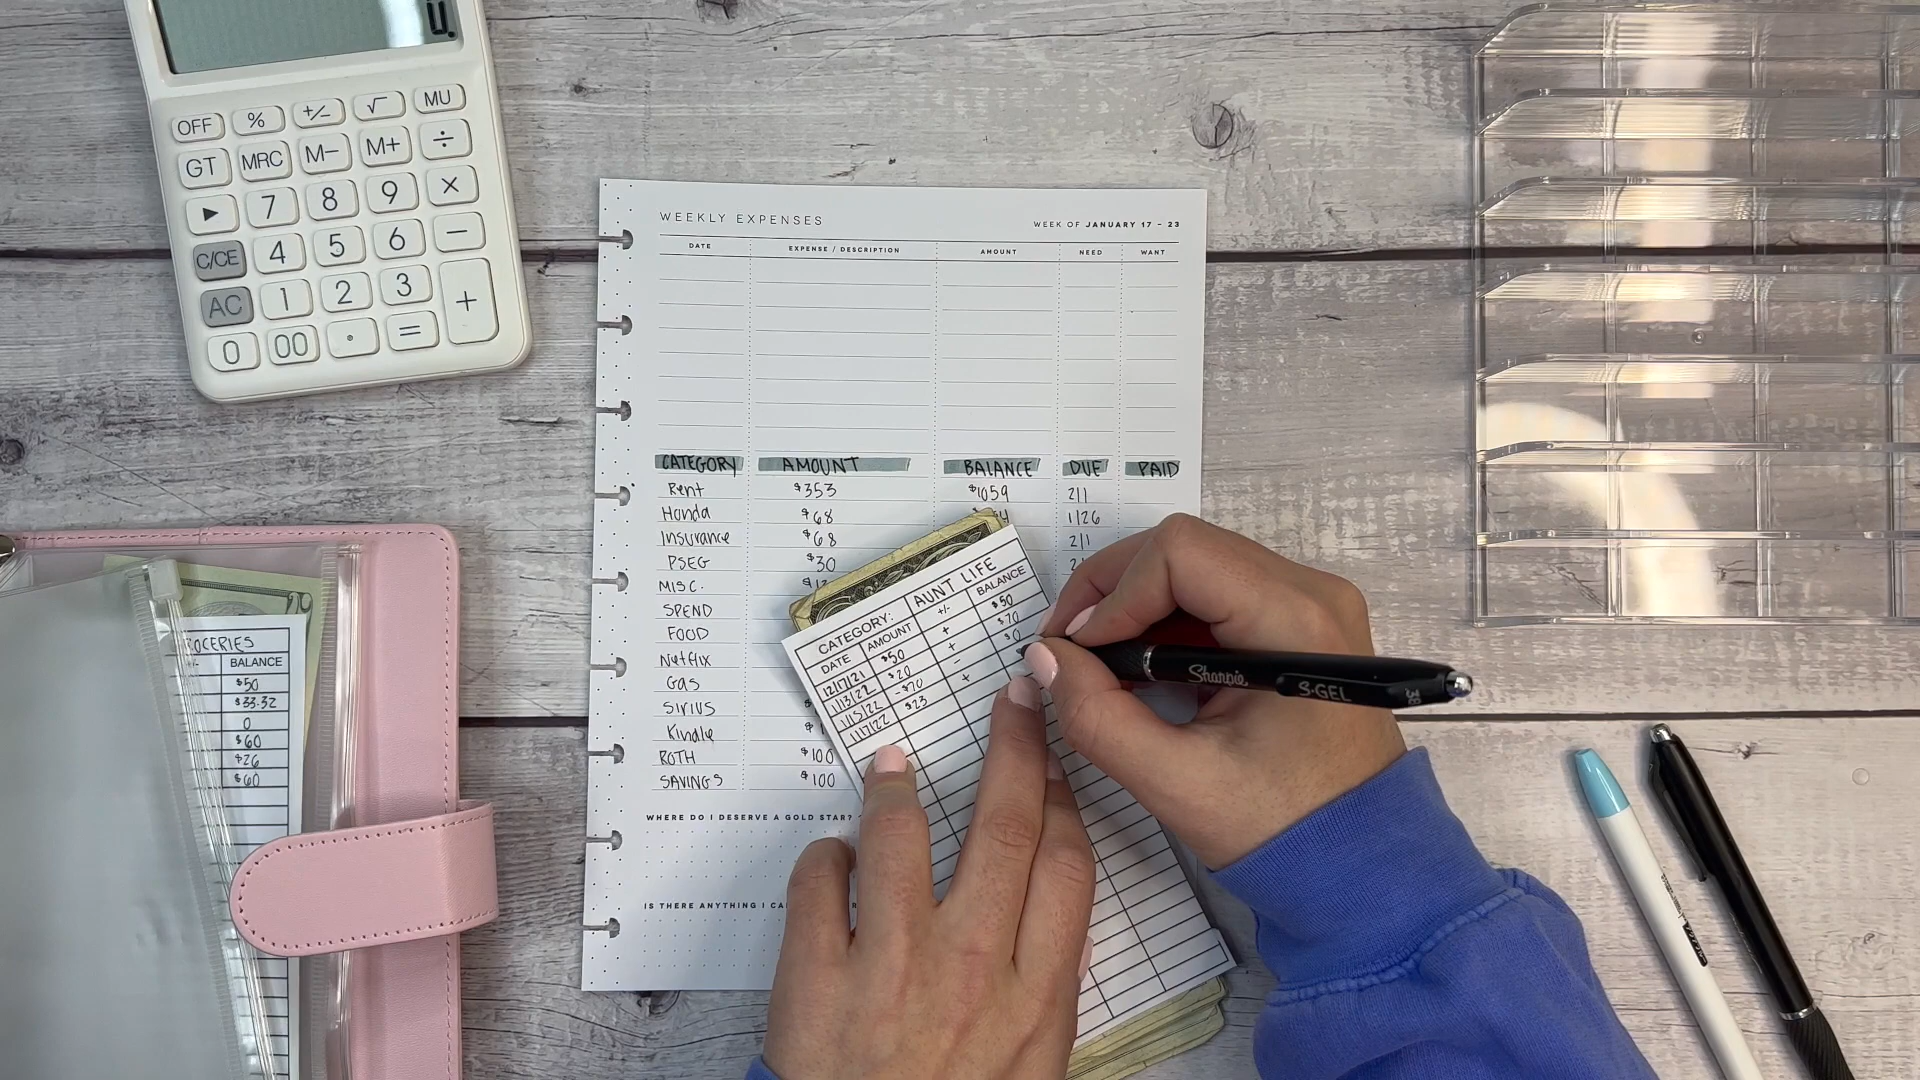 OFF % +/- √ MU
GT MRC M- M+ ÷
▶ 7 8 9 ×
C/CE 4 5 6 −
AC 1 2 3 +
0 00 . =
WEEKLY EXPENSES WEEK OF JANUARY 17 - 23
DATE EXPENSE / DESCRIPTION AMOUNT NEED WANT
CATEGORY AMOUNT BALANCE DUE PAID
Rent $353 $1059 2/1
Honda $68 1/26
Insurance $68 2/1
PSEG $30
MISC.
SPEND
FOOD
Netflix
Gas
Sirius
Kindle
ROTH $100
SAVINGS $100
WHERE DO I DESERVE A GOLD STAR?
IS THERE ANYTHING I
CATEGORY: AUNT LIFE
DATE AMOUNT +/- BALANCE
12/17/21 $50 + $50
1/13/22 $20 + $70
1/15/22 -$70 - $0
1/17/22 $23 +
BALANCE
$50
$33.32
0
$60
$26
$60
Sharpie S·GEL